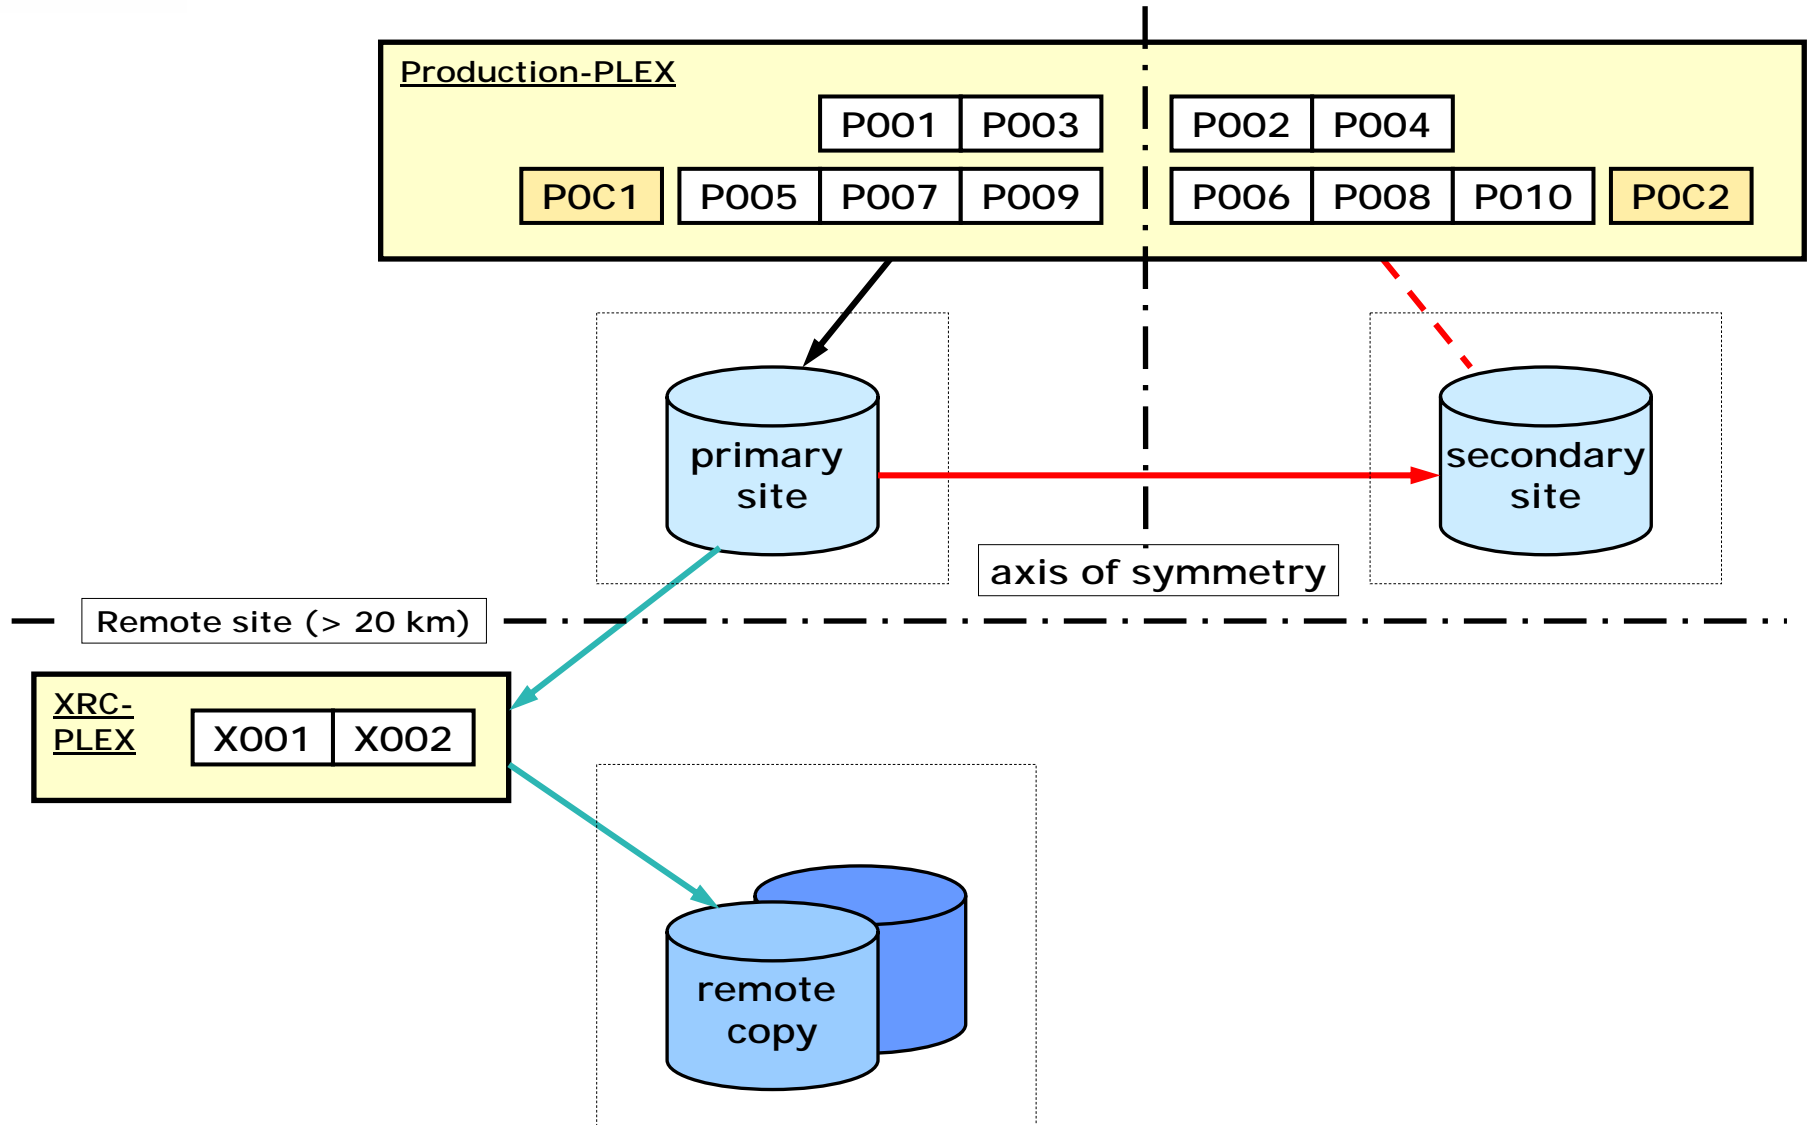 Production-PLEX
P001 P003 P002 P004
P0C1 P005 P007 P009 P006 P008 P010 P0C2
primary
site
secondary
site
axis of symmetry
Remote site (> 20 km)
XRC-
PLEX
X001 X002
remote
copy